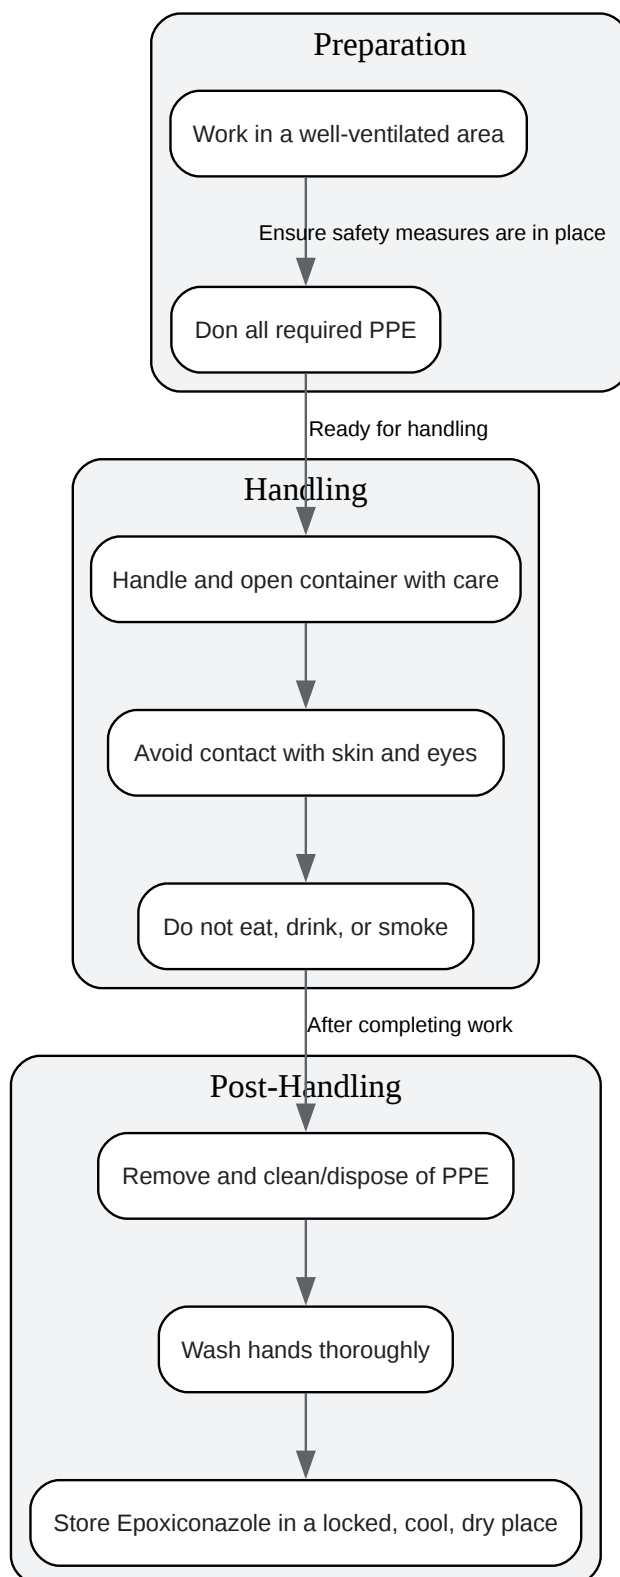 Preparation
Work in a well-ventilated area
Ensure safety measures are in place
Don all required PPE
Ready for handling
Handling
Handle and open container with care
Avoid contact with skin and eyes
Do not eat, drink, or smoke
After completing work
Post-Handling
Remove and clean/dispose of PPE
Wash hands thoroughly
Store Epoxiconazole in a locked, cool, dry place